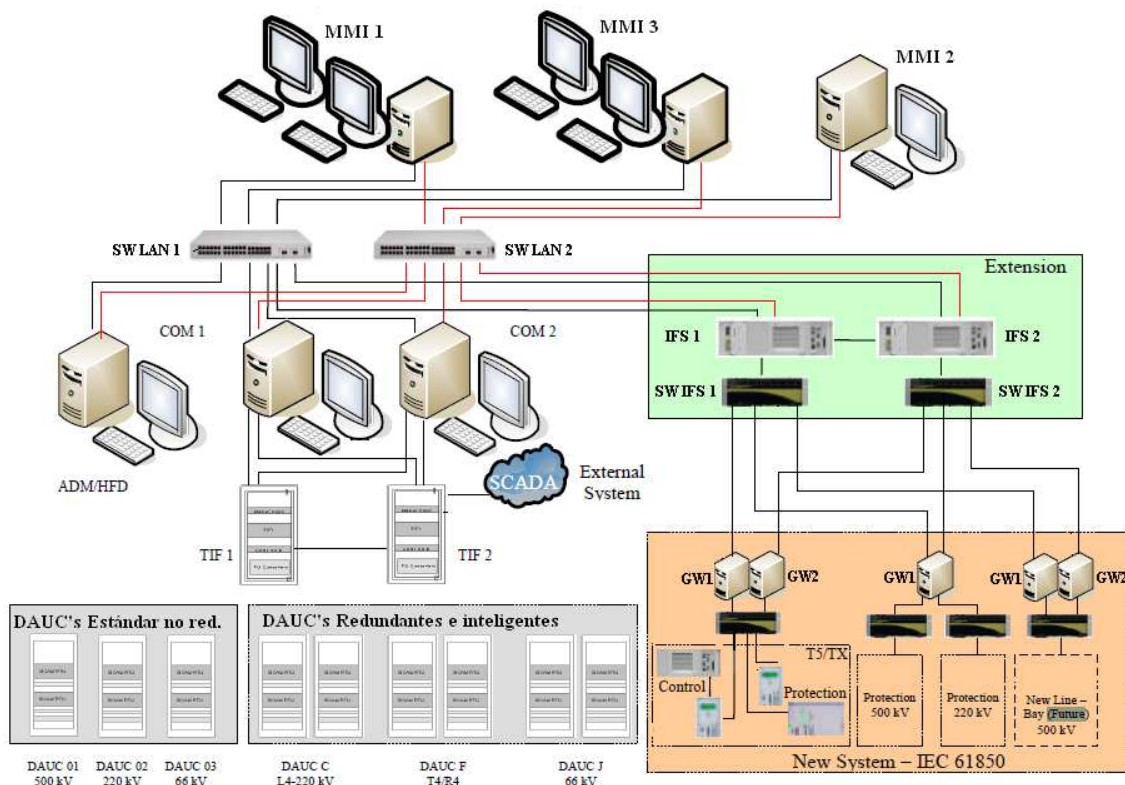 MMI 1
MMI 3
MMI 2
SW LAN 1
SW LAN 2
Extension
COM 1
COM 2
IFS 1
IFS 2
SW IFS 1
SW IFS 2
ADM/HFD
SCADA
External
System
TIF 1
TIF 2
GW1
GW2
GW1
GW1
GW2
DAUC's Estándar no red.
DAUC's Redundantes e inteligentes
T5/TX
Control
Protection
Protection
500 kV
Protection
220 kV
New Line –
Bay (Future)
500 kV
New System – IEC 61850
DAUC 01
500 kV
DAUC 02
220 kV
DAUC 03
66 kV
DAUC C
L4-220 kV
DAUC F
T4/R4
DAUC J
66 kV